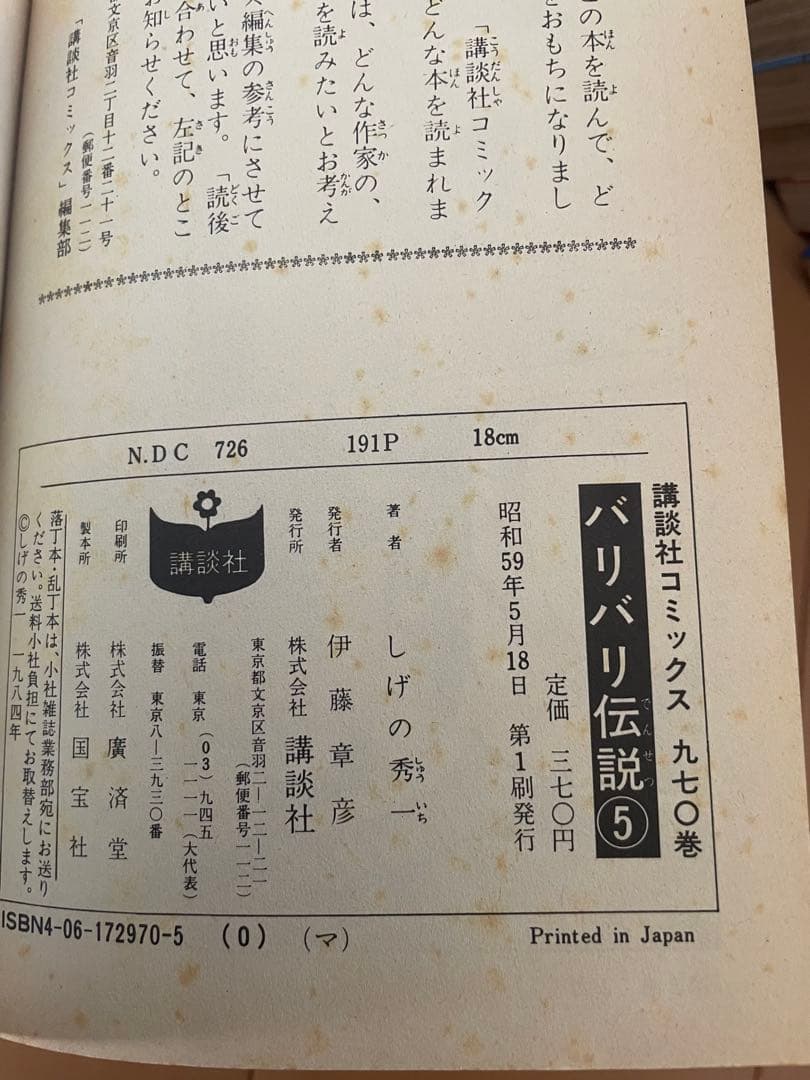 の本を読んで、ど
おもちになりまし
「講談社コミック
どんな本を読まれま
は、どんな作家の、
を読みたいとお考え
編集の参考にさせて
いと思います。「読後
合わせて、左記のとこ
お知らせください。
文京区音羽二丁目十二番二十一号
(郵便番号一一二)
「講談社コミックス」編集部
N.DC 726 191P 18cm
講談社コミックス 九七〇巻
バリバリ伝説⑤
定価 三七〇円
昭和59年5月18日 第1刷発行
著者 しげの秀一
発行者 伊藤章彦
発行所 株式会社 講談社
東京都文京区音羽二—一二—二一
(郵便番号一一二)
電話 東京(03)九四五
一一一一(大代表)
振替 東京八—三九三〇番
講談社
印刷所 株式会社 廣済堂
製本所 株式会社 国宝社
落丁本・乱丁本は、小社雑誌業務部宛にお送り
ください。送料小社負担にてお取替えします。
©しげの秀一 一九八四年
ISBN4-06-172970-5 (0) (マ)
Printed in Japan